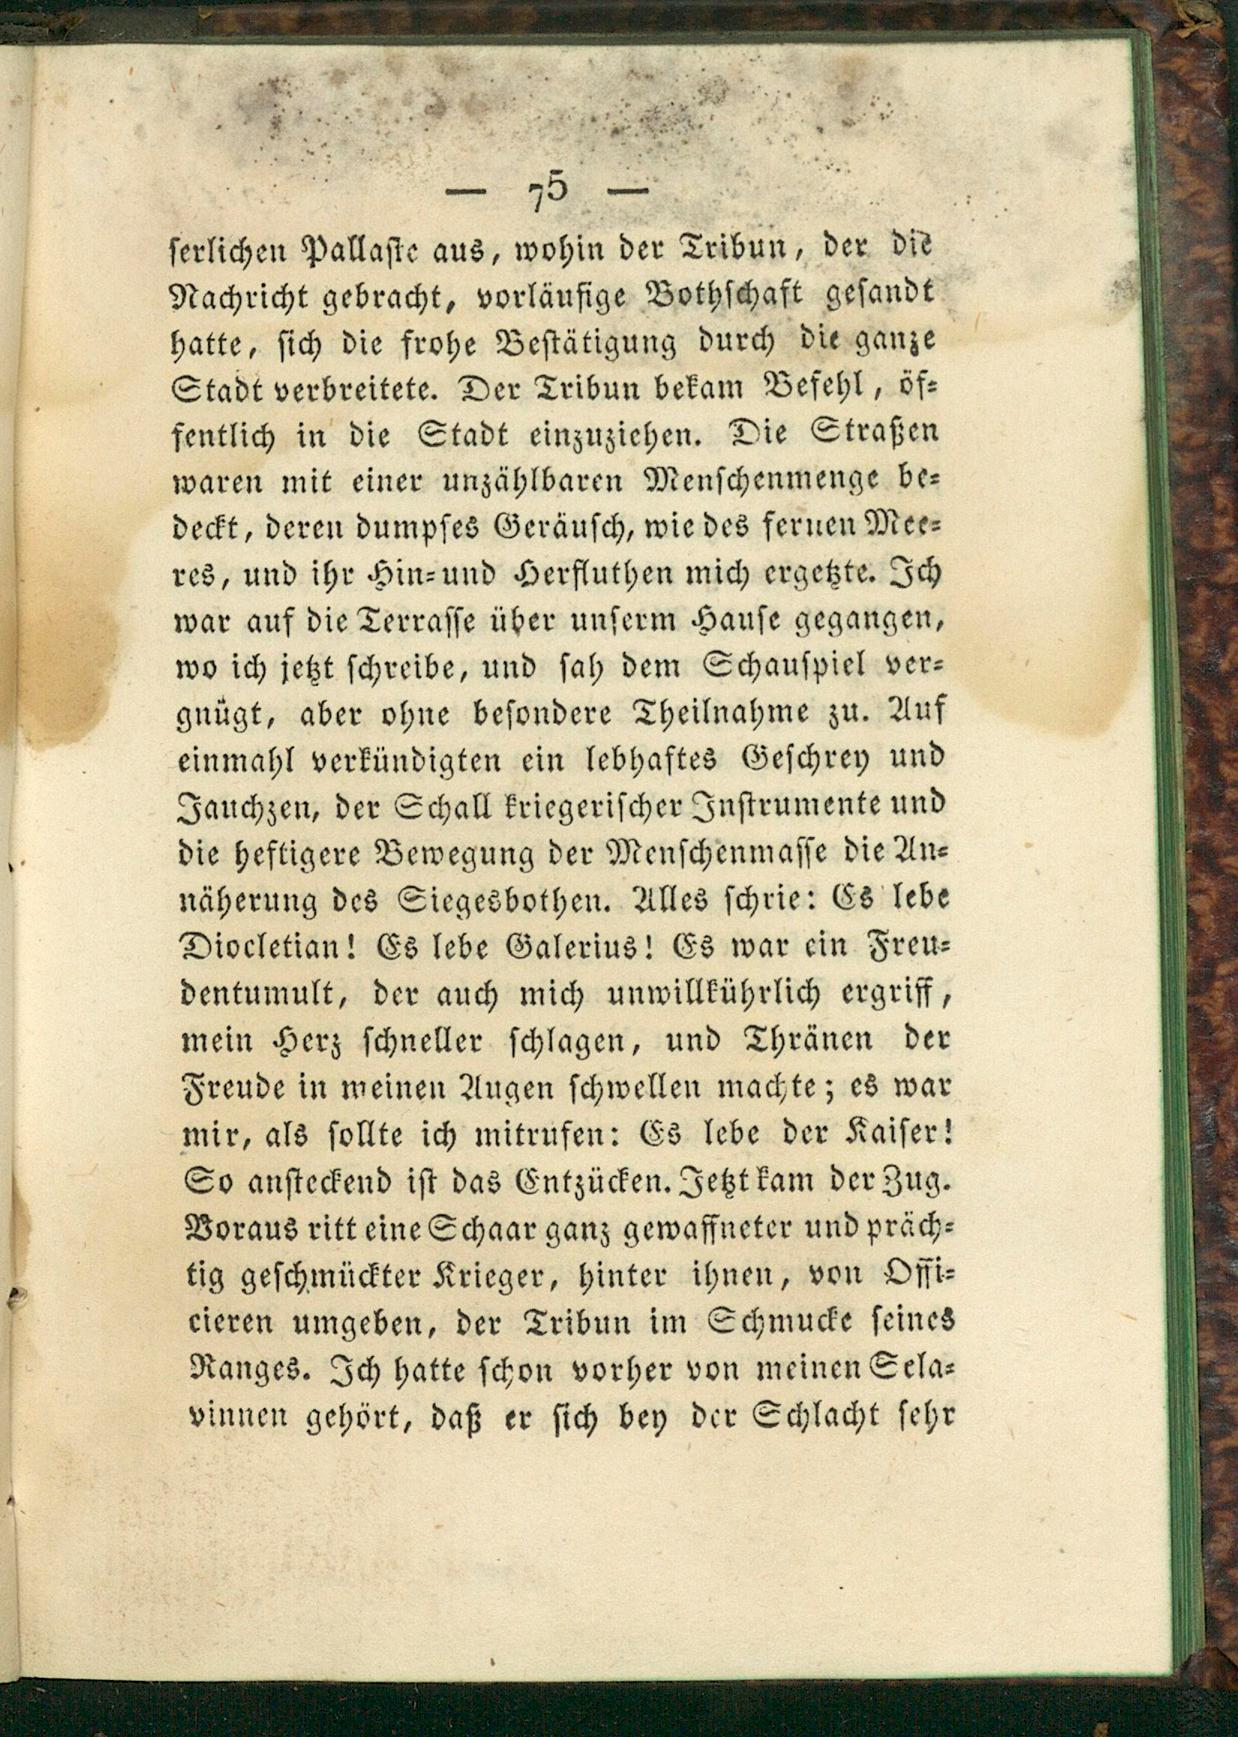 — 75 —
serlichen Pallaste aus, wohin der Tribun, der die
Nachricht gebracht, vorläufige Bothschaft gesandt
hatte, sich die frohe Bestätigung durch die ganze
Stadt verbreitete. Der Tribun bekam Befehl, öf-
fentlich in die Stadt einzuziehen. Die Straßen
waren mit einer unzählbaren Menschenmenge be-
deckt, deren dumpfes Geräusch, wie des fernen Mee-
res, und ihr Hin- und Herfluthen mich ergetzte. Ich
war auf die Terrasse über unserm Hause gegangen,
wo ich jetzt schreibe, und sah dem Schauspiel ver-
gnügt, aber ohne besondere Theilnahme zu. Auf
einmahl verkündigten ein lebhaftes Geschrey und
Jauchzen, der Schall kriegerischer Instrumente und
die heftigere Bewegung der Menschenmasse die An-
näherung des Siegesbothen. Alles schrie: Es lebe
Diocletian! Es lebe Galerius! Es war ein Freu-
dentumult, der auch mich unwillkührlich ergriff,
mein Herz schneller schlagen, und Thränen der
Freude in meinen Augen schwellen machte; es war
mir, als sollte ich mitrufen: Es lebe der Kaiser!
So ansteckend ist das Entzücken. Jetzt kam der Zug.
Voraus ritt eine Schaar ganz gewaffneter und präch-
tig geschmückter Krieger, hinter ihnen, von Offi-
cieren umgeben, der Tribun im Schmucke seines
Ranges. Ich hatte schon vorher von meinen Scla-
vinnen gehört, daß er sich bey der Schlacht sehr